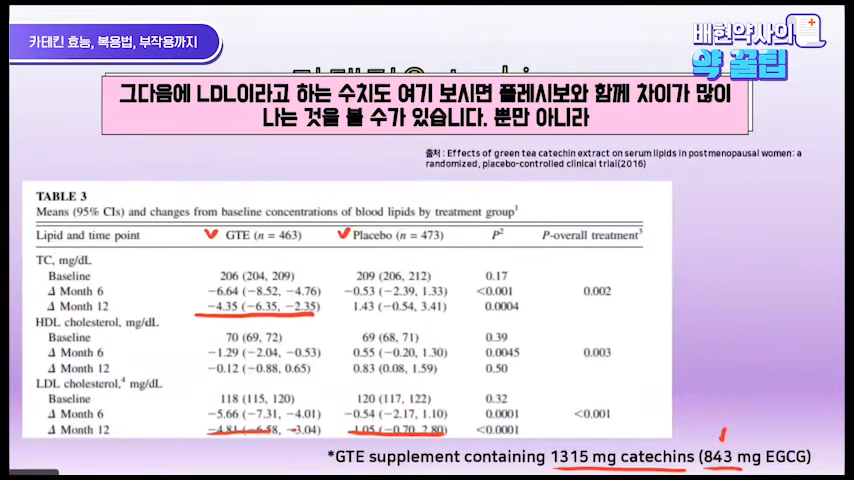 카테킨 효능, 복용법, 부작용까지
배현약사의
약 꿀팁
그다음에 LDL이라고 하는 수치도 여기 보시면 플레시보와 함께 차이가 많이
나는 것을 볼 수가 있습니다. 뿐만 아니라
출처 : Effects of green tea catechin extract on serum lipids in postmenopausal women: a
randomized, placebo-controlled clinical trial(2016)
TABLE 3
Means (95% CIs) and changes from baseline concentrations of blood lipids by treatment group1
Lipid and time point GTE (n = 463) Placebo (n = 473) P2 P-overall treatment3
TC, mg/dL
Baseline 206 (204, 209) 209 (206, 212) 0.17
Δ Month 6 −6.64 (−8.52, −4.76) −0.53 (−2.39, 1.33) <0.001 0.002
Δ Month 12 −4.35 (−6.35, −2.35) 1.43 (−0.54, 3.41) 0.0004
HDL cholesterol, mg/dL
Baseline 70 (69, 72) 69 (68, 71) 0.39
Δ Month 6 −1.29 (−2.04, −0.53) 0.55 (−0.20, 1.30) 0.0045 0.003
Δ Month 12 −0.12 (−0.88, 0.65) 0.83 (0.08, 1.59) 0.50
LDL cholesterol,4 mg/dL
Baseline 118 (115, 120) 120 (117, 122) 0.32
Δ Month 6 −5.66 (−7.31, −4.01) −0.54 (−2.17, 1.10) 0.0001 <0.001
Δ Month 12 −4.81 (−6.58, −3.04) 1.05 (−0.70, 2.80) <0.0001
*GTE supplement containing 1315 mg catechins (843 mg EGCG)